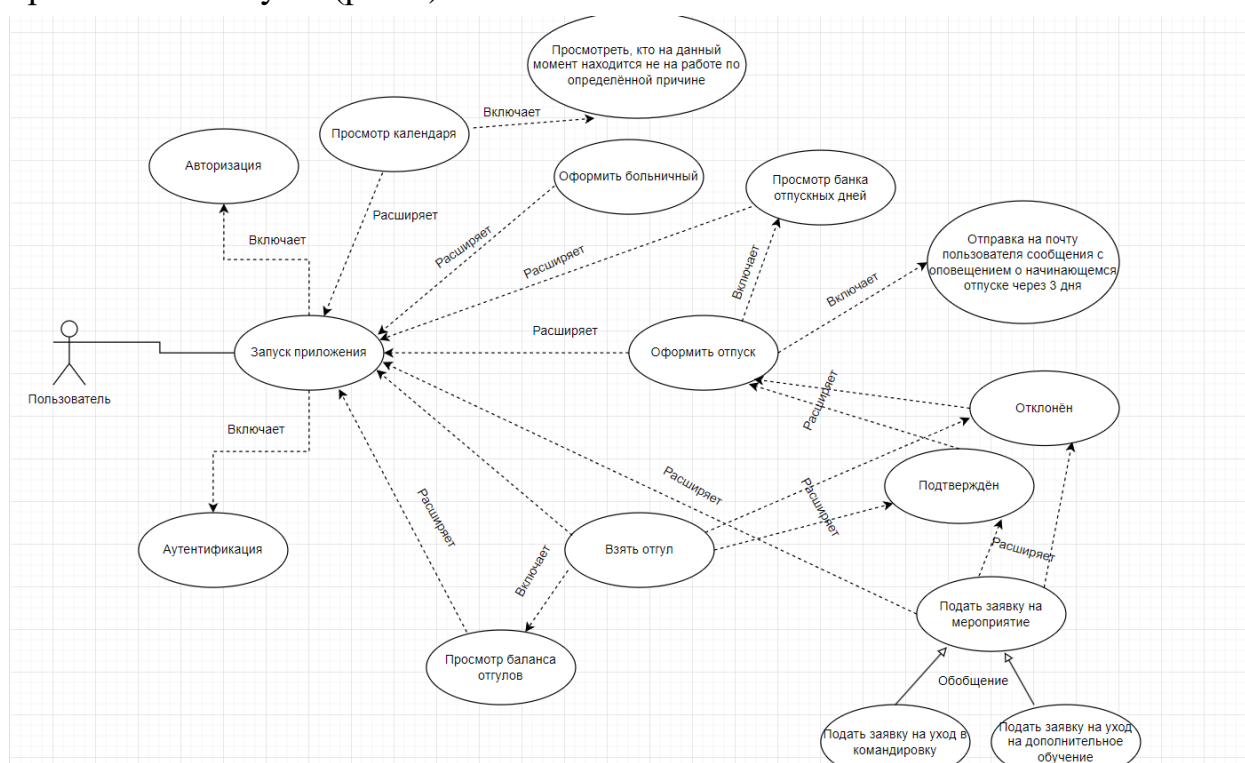 Просмотреть, кто на данный
момент находится не на работе по
определённой причине
Включает
Просмотр календаря
Авторизация
Оформить больничный
Просмотр банка
отпускных дней
Расширяет
Включает
Расширяет
Расширяет
Включает
Отправка на почту
пользователя сообщения с
оповещением о начинающемся
отпуске через 3 дня
Включает
Расширяет
Запуск приложения
Оформить отпуск
Пользователь
Расширяет
Отклонён
Включает
Расширяет
Подтверждён
Расширяет
Расширяет
Аутентификация
Взять отгул
Расширяет
Включает
Подать заявку на
мероприятие
Просмотр баланса
отгулов
Обобщение
Подать заявку на уход в
командировку
Подать заявку на уход
на дополнительное
обучение